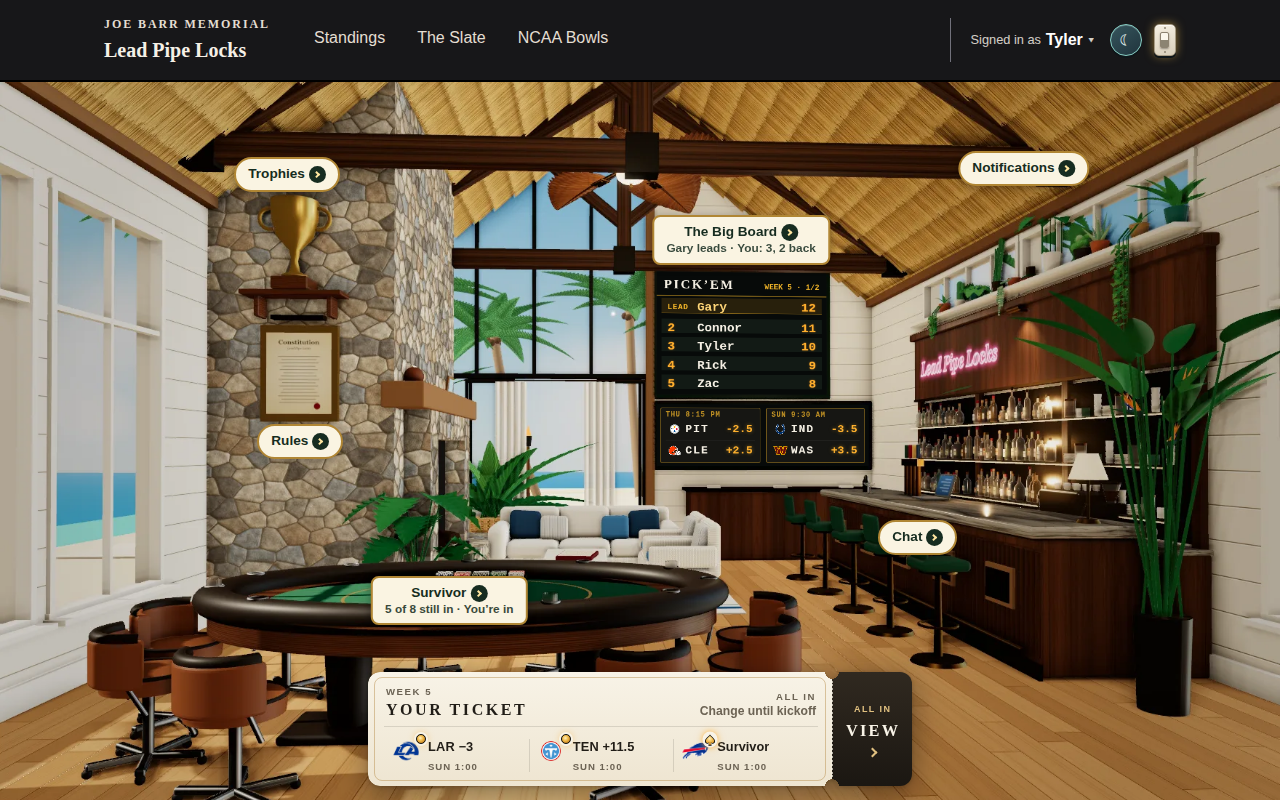 JOE BARR MEMORIAL
Lead Pipe Locks
Standings
The Slate
NCAA Bowls
Signed in as Tyler
Trophies
Notifications
The Big Board
Gary leads · You: 3, 2 back
PICK'EM
WEEK 5 · 1/2
LEAD Gary 12
2 Connor 11
3 Tyler 10
4 Rick 9
5 Zac 8
THU 8:15 PM
PIT -2.5
CLE +2.5
SUN 9:30 AM
IND -3.5
WAS +3.5
Constitution
Rules
Lead Pipe Locks
Chat
Survivor
5 of 8 still in · You're in
WEEK 5
YOUR TICKET
ALL IN
Change until kickoff
LAR −3
SUN 1:00
TEN +11.5
SUN 1:00
Survivor
SUN 1:00
ALL IN
VIEW